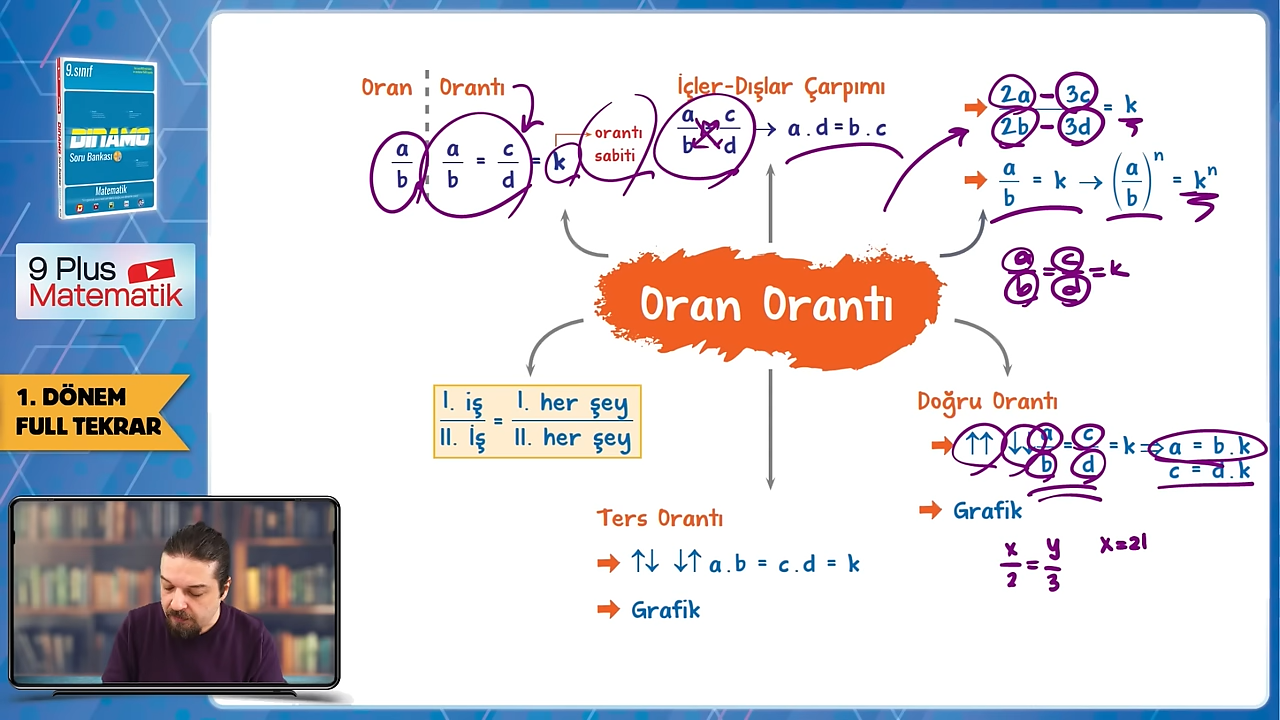 9.sınıf
DİNAMO
Soru Bankası
Matematik
9 Plus
Matematik
1. DÖNEM
FULL TEKRAR
Oran
Orantı
a/b
a/b = c/d = k
orantı
sabiti
İçler-Dışlar Çarpımı
a/b = c/d → a.d = b.c
2a - 3c / 2b - 3d = k
a/b = k → (a/b)ⁿ = kⁿ
a/b = c/d = k
Oran Orantı
I. iş / II. İş = I. her şey / II. her şey
Doğru Orantı
↑↑ ↓↓ a/b = c/d = k ⇒ a = b.k
c = d.k
Grafik
x/2 = y/3
Ters Orantı
↑↓ ↓↑ a.b = c.d = k
Grafik